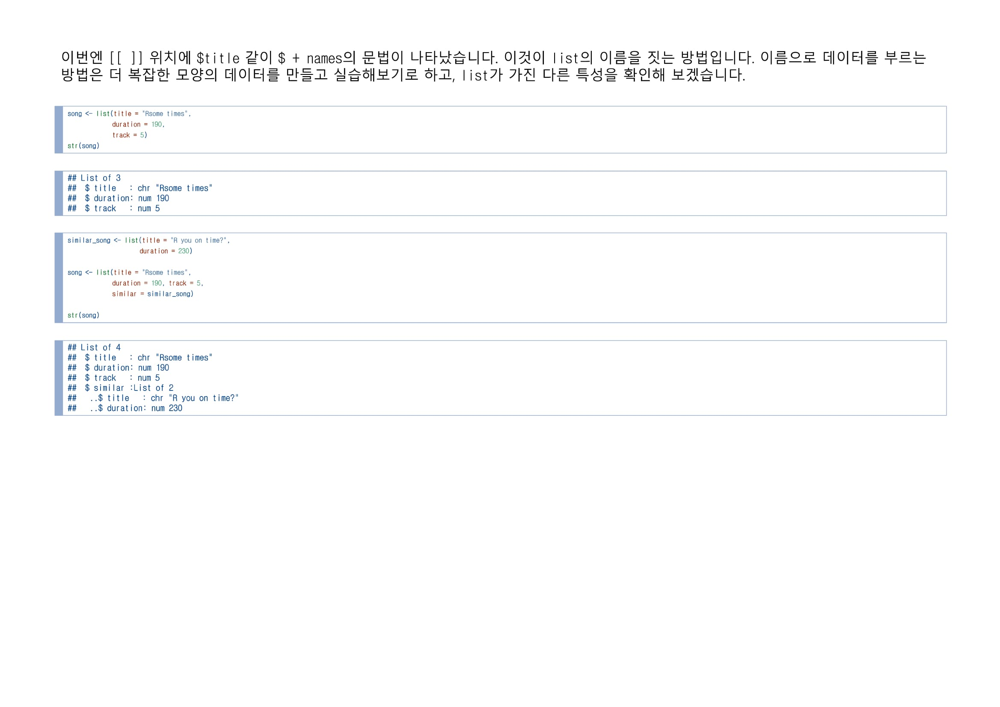 이번엔 [[ ]] 위치에 $title 같이 $ + names의 문법이 나타났습니다. 이것이 list의 이름을 짓는 방법입니다. 이름으로 데이터를 부르는
방법은 더 복잡한 모양의 데이터를 만들고 실습해보기로 하고, list가 가진 다른 특성을 확인해 보겠습니다.
song <- list(title = "Rsome times",
duration = 190,
track = 5)
str(song)
## List of 3
##  $ title   : chr "Rsome times"
##  $ duration: num 190
##  $ track   : num 5
similar_song <- list(title = "R you on time?",
duration = 230)
song <- list(title = "Rsome times",
duration = 190, track = 5,
similar = similar_song)
str(song)
## List of 4
##  $ title   : chr "Rsome times"
##  $ duration: num 190
##  $ track   : num 5
##  $ similar :List of 2
##   ..$ title   : chr "R you on time?"
##   ..$ duration: num 230